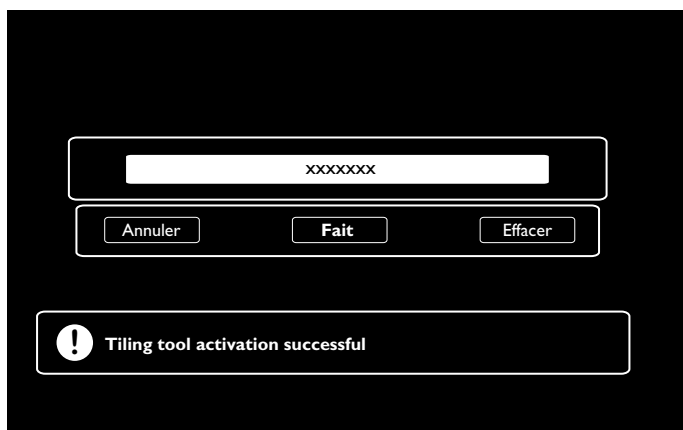 xxxxxxx
Annuler Fait Effacer
Tiling tool activation successful